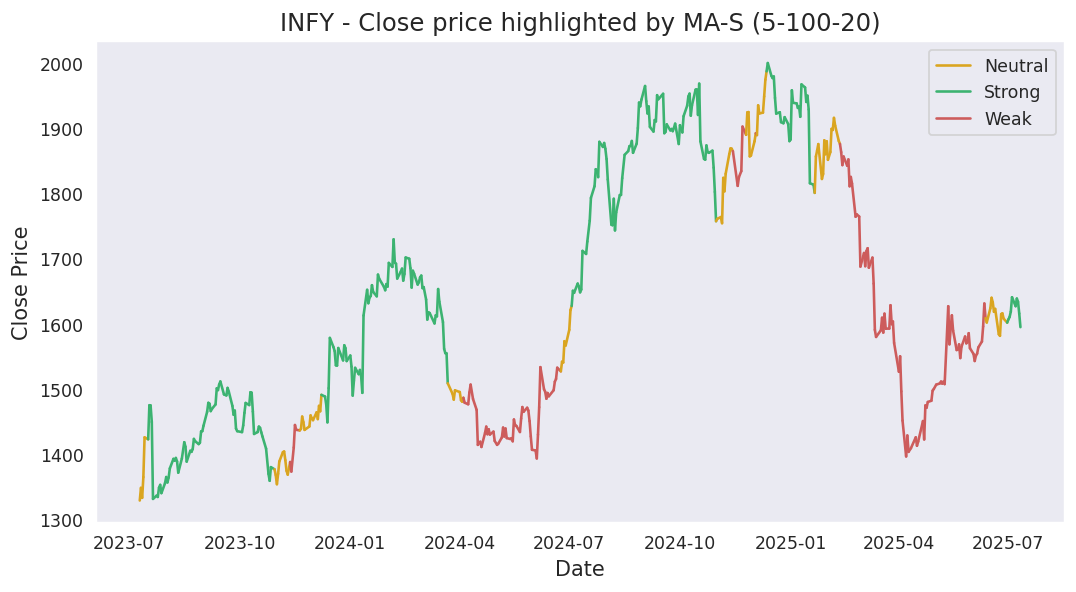 INFY - Close price highlighted by MA-S (5-100-20)
Neutral
Strong
Weak
Close Price
2000
1900
1800
1700
1600
1500
1400
1300
2023-07 2023-10 2024-01 2024-04 2024-07 2024-10 2025-01 2025-04 2025-07
Date